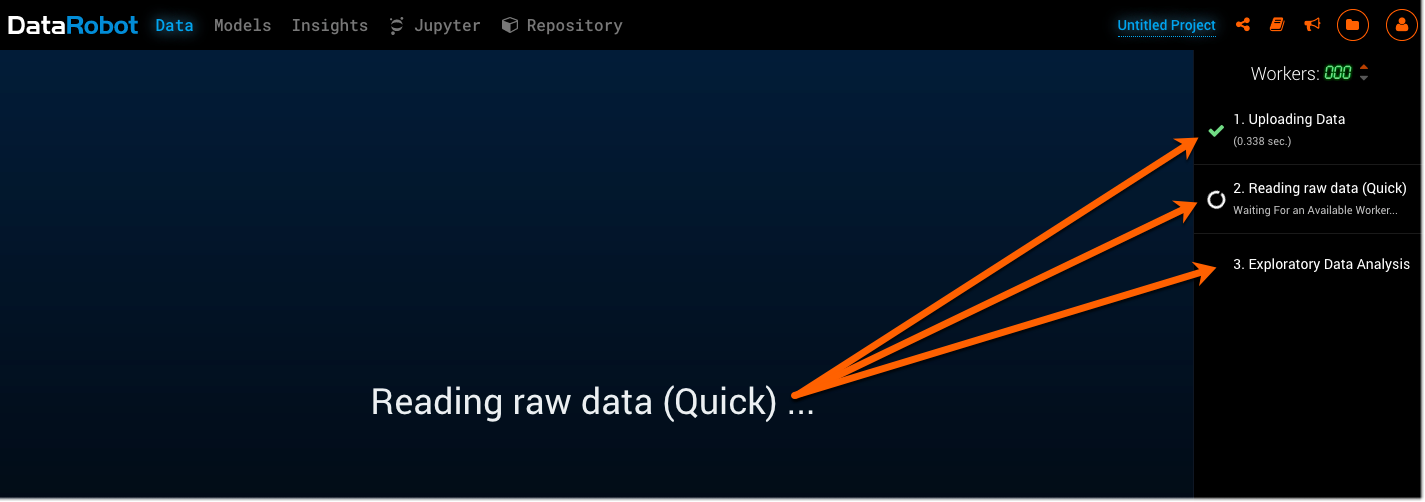 DataRobot Data Models Insights Jupyter Repository Untitled Project
Workers: 000
1. Uploading Data
(0.338 sec.)
2. Reading raw data (Quick)
Waiting For an Available Worker...
3. Exploratory Data Analysis
Reading raw data (Quick) ...